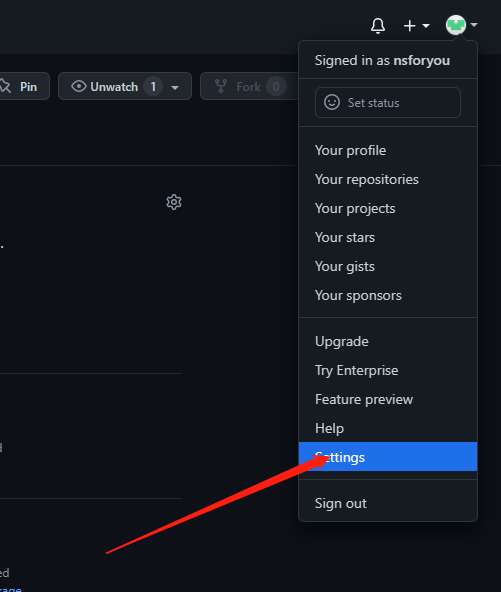 Signed in as nsforyou
Pin
Unwatch 1
Fork 0
Set status
Your profile
Your repositories
Your projects
Your stars
Your gists
Your sponsors
.
Upgrade
Try Enterprise
Feature preview
Help
Settings
Sign out